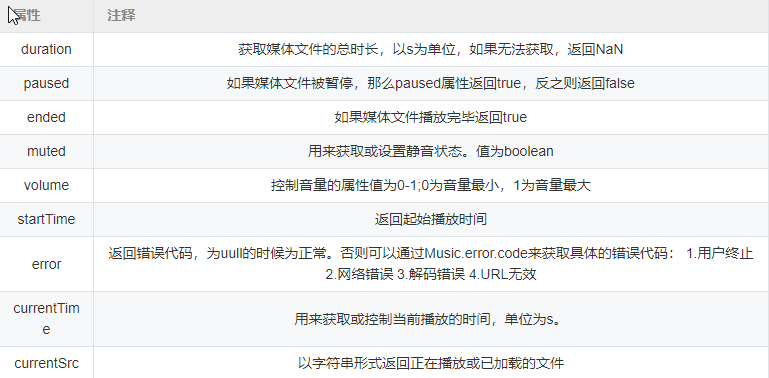 属性 注释
duration 获取媒体文件的总时长，以s为单位，如果无法获取，返回NaN
paused 如果媒体文件被暂停，那么paused属性返回true，反之则返回false
ended 如果媒体文件播放完毕返回true
muted 用来获取或设置静音状态。值为boolean
volume 控制音量的属性值为0-1;0为音量最小，1为音量最大
startTime 返回起始播放时间
error 返回错误代码，为uull的时候为正常。否则可以通过Music.error.code来获取具体的错误代码： 1.用户终止
2.网络错误 3.解码错误 4.URL无效
currentTim
e 用来获取或控制当前播放的时间，单位为s。
currentSrc 以字符串形式返回正在播放或已加载的文件